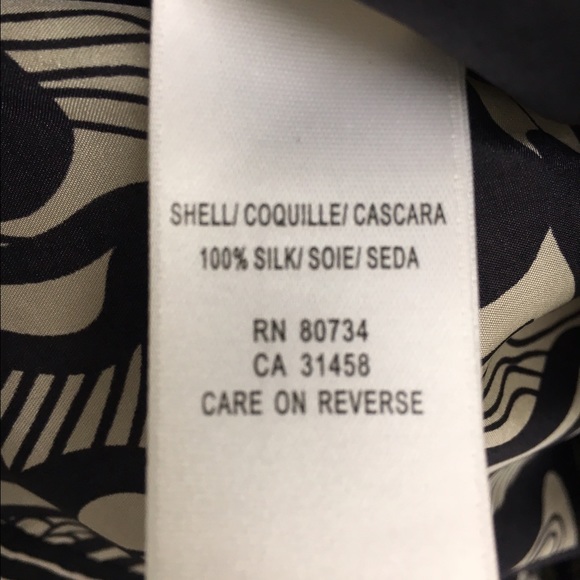 SHELL/ COQUILLE/ CASCARA
100% SILK/ SOIE/ SEDA
RN 80734
CA 31458
CARE ON REVERSE